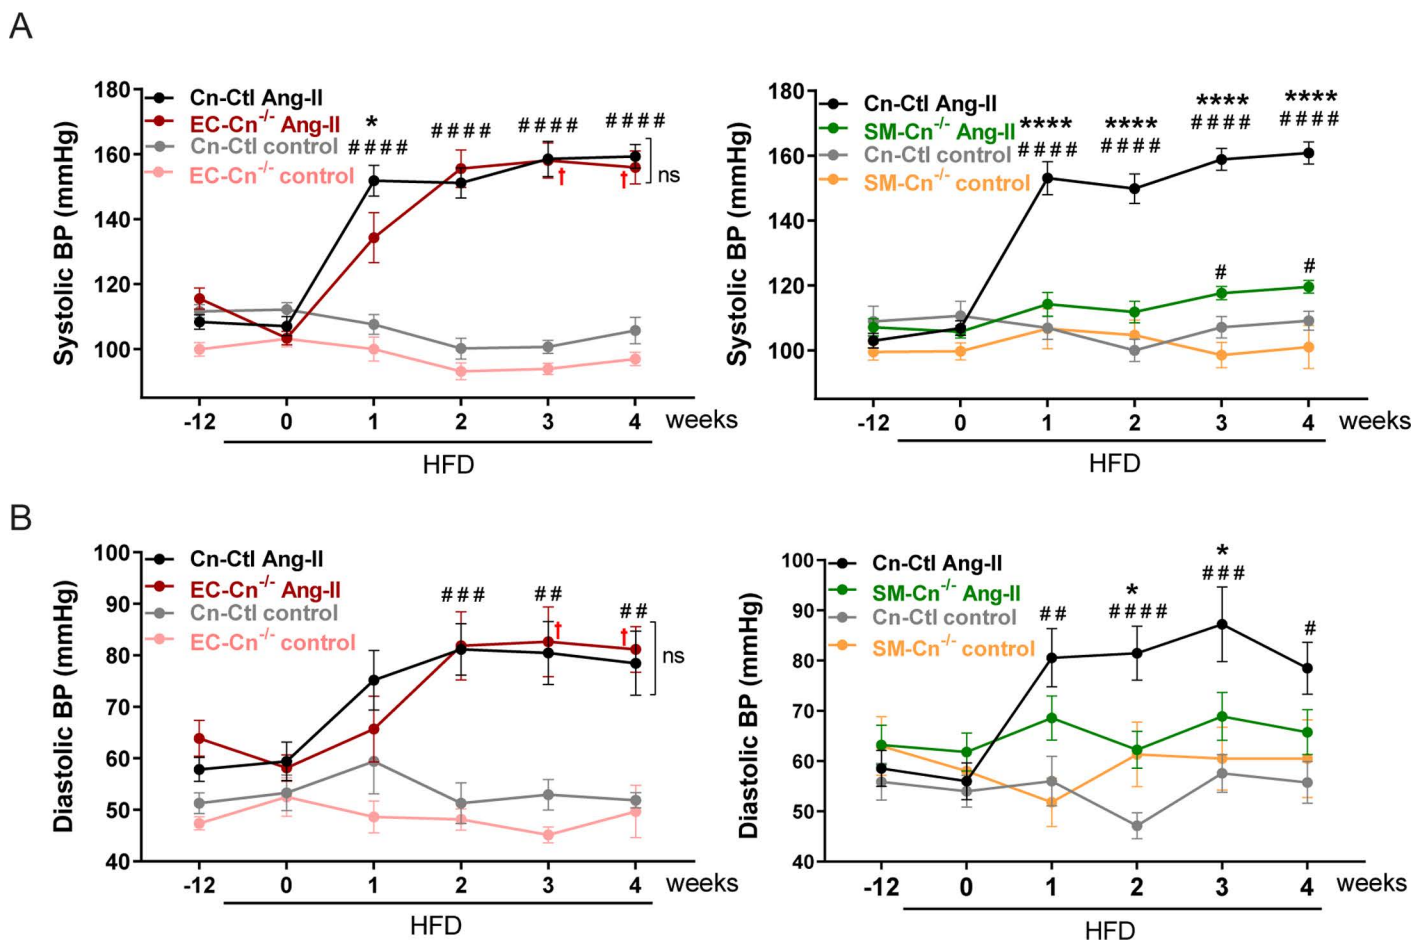 A
Systolic BP (mmHg)
180
160
140
120
100
Cn-Ctl Ang-II
EC-Cn-/- Ang-II
Cn-Ctl control
EC-Cn-/- control
*
####
####
####
####
†
†
ns
-12 0 1 2 3 4 weeks
HFD
Systolic BP (mmHg)
180
160
140
120
100
Cn-Ctl Ang-II
SM-Cn-/- Ang-II
Cn-Ctl control
SM-Cn-/- control
**** **** **** ****
#### #### #### ####
# #
-12 0 1 2 3 4 weeks
HFD
B
Diastolic BP (mmHg)
100
90
80
70
60
50
40
Cn-Ctl Ang-II
EC-Cn-/- Ang-II
Cn-Ctl control
EC-Cn-/- control
### ## ##
† †
ns
-12 0 1 2 3 4 weeks
HFD
Diastolic BP (mmHg)
100
90
80
70
60
50
40
Cn-Ctl Ang-II
SM-Cn-/- Ang-II
Cn-Ctl control
SM-Cn-/- control
* *
## #### ### #
-12 0 1 2 3 4 weeks
HFD